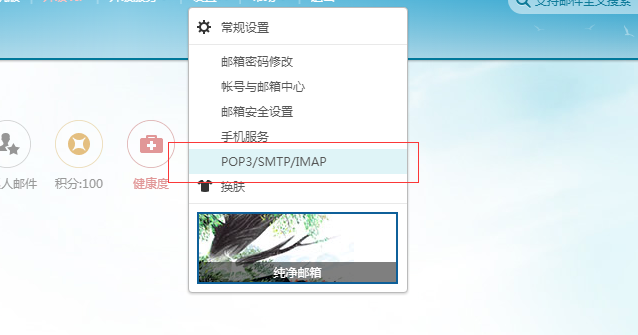 支持邮件全文搜索
常规设置
邮箱密码修改
帐号与邮箱中心
邮箱安全设置
手机服务
POP3/SMTP/IMAP
换肤
纯净邮箱
人邮件
积分:100
健康度